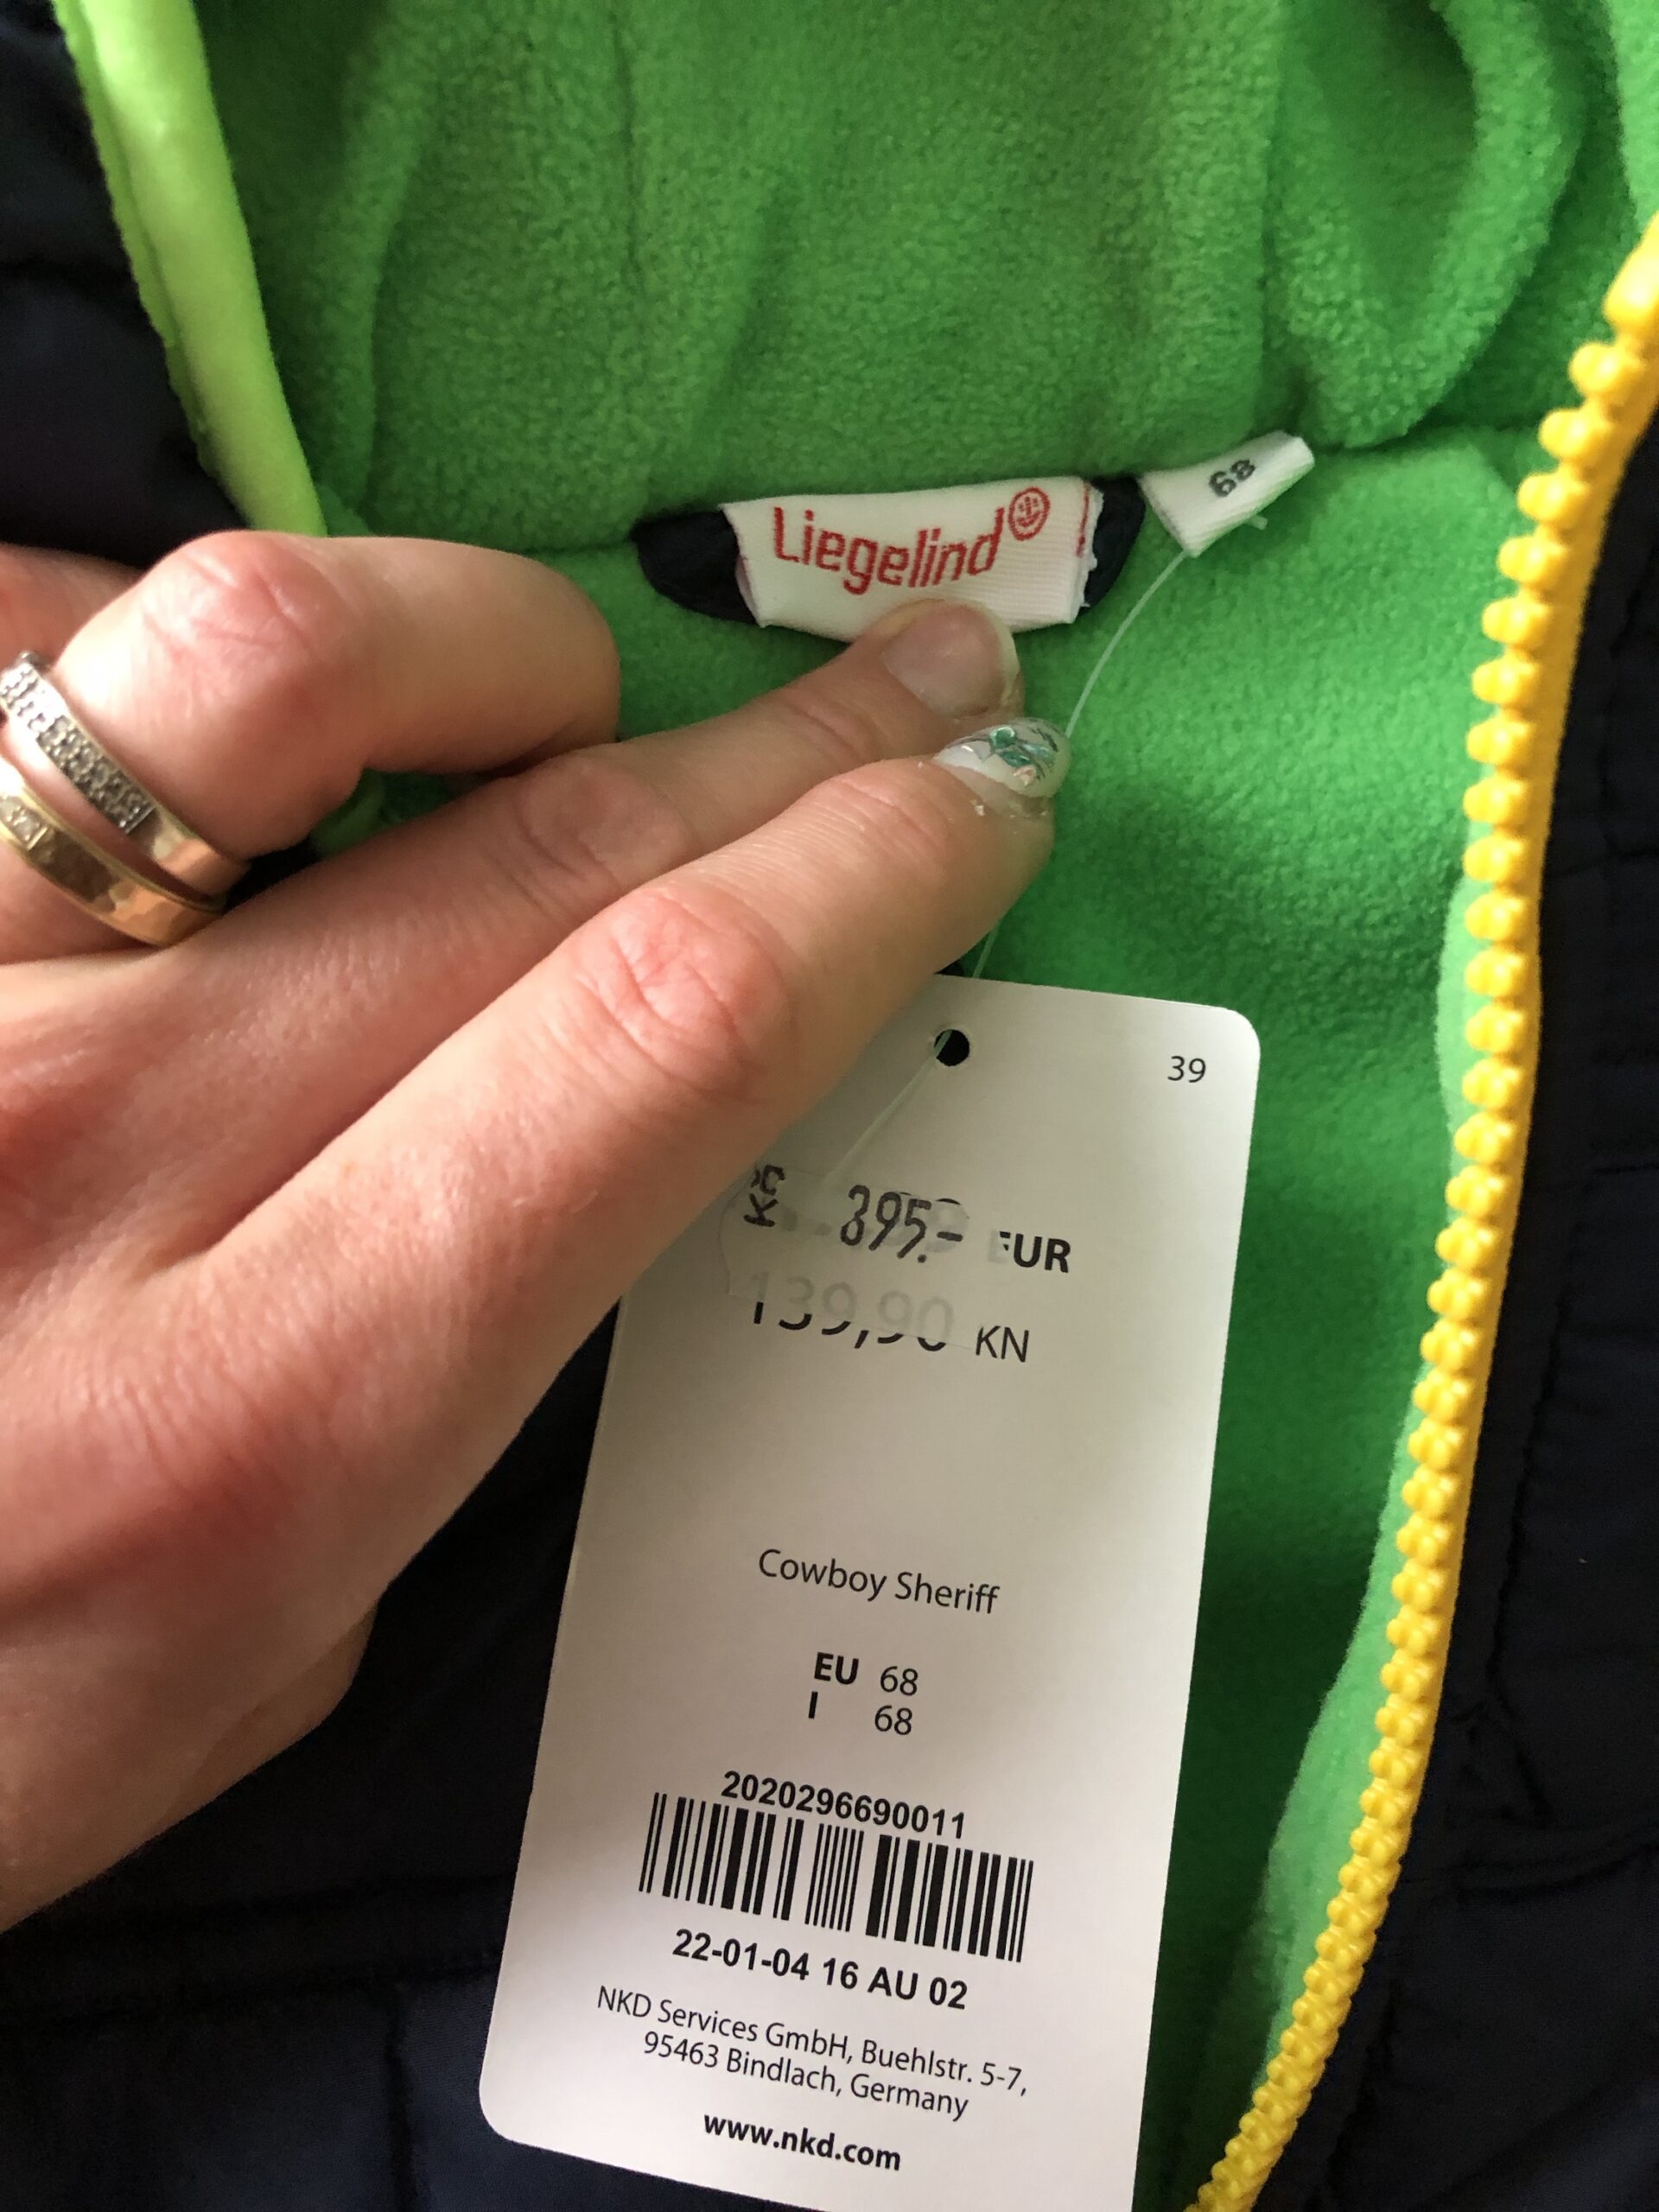 Liegelind
68
39
KČ 395.- EUR
139,90 KN
Cowboy Sheriff
EU 68
I 68
2020296690011
22-01-04 16 AU 02
NKD Services GmbH, Buehlstr. 5-7,
95463 Bindlach, Germany
www.nkd.com